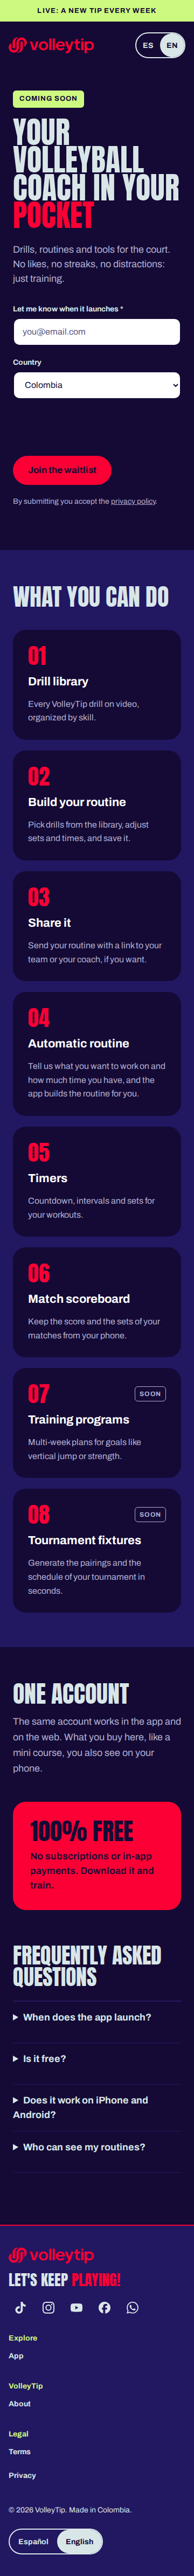 LIVE: A NEW TIP EVERY WEEK
volleytip
ES
EN
COMING SOON
YOUR
VOLLEYBALL
COACH IN YOUR
POCKET
Drills, routines and tools for the court.
No likes, no streaks, no distractions:
just training.
Let me know when it launches *
you@email.com
Country
Colombia
Join the waitlist
By submitting you accept the privacy policy.
WHAT YOU CAN DO
01
Drill library
Every VolleyTip drill on video,
organized by skill.
02
Build your routine
Pick drills from the library, adjust
sets and times, and save it.
03
Share it
Send your routine with a link to your
team or your coach, if you want.
04
Automatic routine
Tell us what you want to work on and
how much time you have, and the
app builds the routine for you.
05
Timers
Countdown, intervals and sets for
your workouts.
06
Match scoreboard
Keep the score and the sets of your
matches from your phone.
07
SOON
Training programs
Multi-week plans for goals like
vertical jump or strength.
08
SOON
Tournament fixtures
Generate the pairings and the
schedule of your tournament in
seconds.
ONE ACCOUNT
The same account works in the app and
on the web. What you buy here, like a
mini course, you also see on your
phone.
100% FREE
No subscriptions or in-app
payments. Download it and
train.
FREQUENTLY ASKED
QUESTIONS
When does the app launch?
Is it free?
Does it work on iPhone and
Android?
Who can see my routines?
volleytip
LET'S KEEP PLAYING!
Explore
App
VolleyTip
About
Legal
Terms
Privacy
© 2026 VolleyTip. Made in Colombia.
Español
English